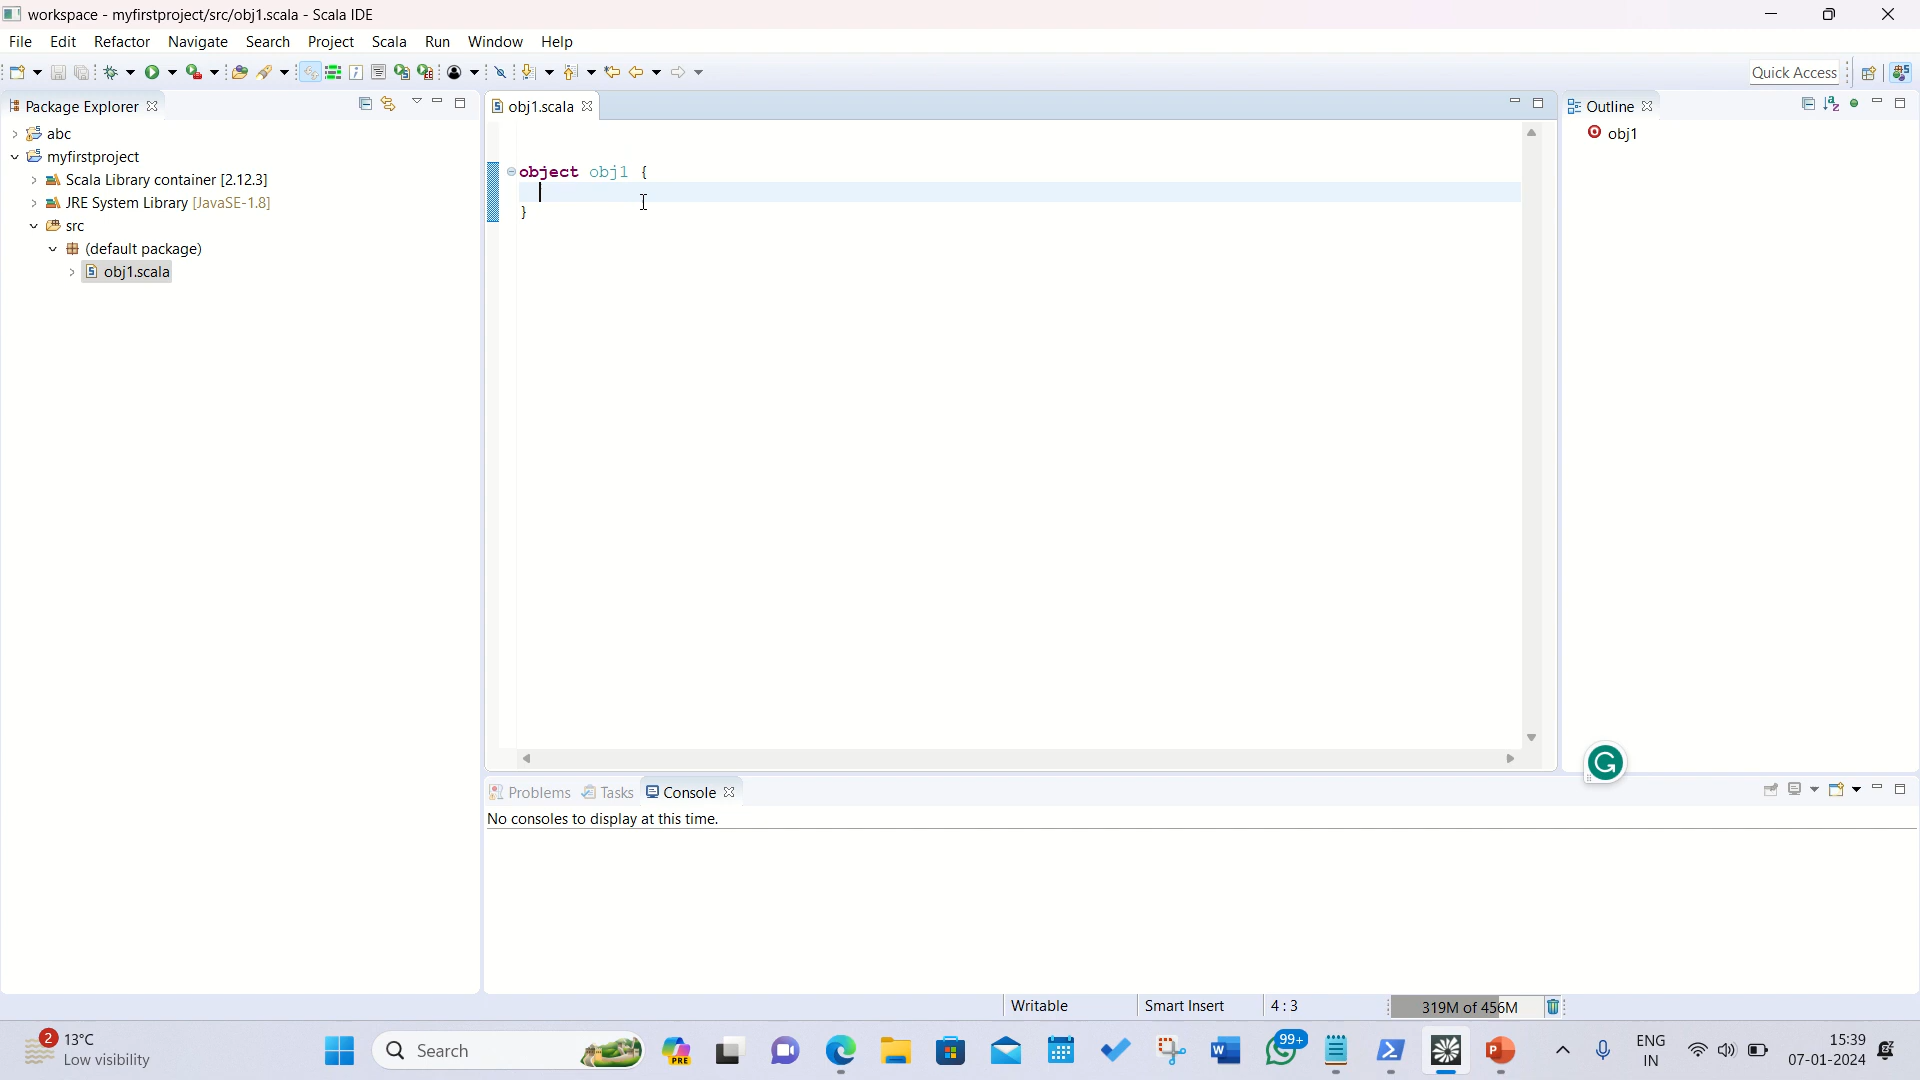 workspace - myfirstproject/src/obj1.scala - Scala IDE
File Edit Refactor Navigate Search Project Scala Run Window Help
Quick Access
Package Explorer
obj1.scala
Outline
abc
myfirstproject
Scala Library container [2.12.3]
JRE System Library [JavaSE-1.8]
src
(default package)
obj1.scala
object obj1 {
}
obj1
Problems Tasks Console
No consoles to display at this time.
Writable Smart Insert 4 : 3 319M of 456M
2 13°C
Low visibility
Search
PRE
99+
ENG
IN
15:39
07-01-2024